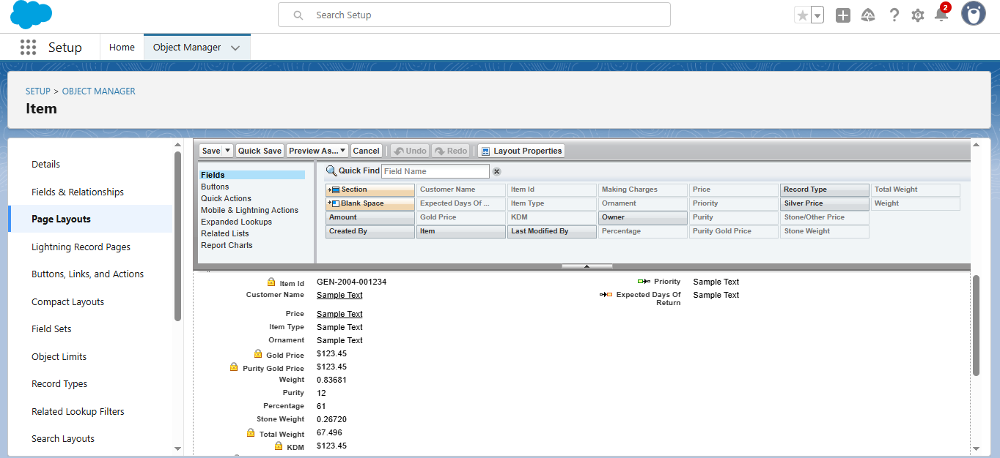 Search Setup
2
Setup
Home
Object Manager
SETUP > OBJECT MANAGER
Item
Details
Fields & Relationships
Page Layouts
Lightning Record Pages
Buttons, Links, and Actions
Compact Layouts
Field Sets
Object Limits
Record Types
Related Lookup Filters
Search Layouts
Save Quick Save Preview As... Cancel Undo Redo Layout Properties
Fields
Buttons
Quick Actions
Mobile & Lightning Actions
Expanded Lookups
Related Lists
Report Charts
Quick Find Field Name
Section Customer Name Item Id Making Charges Price Record Type Total Weight
Blank Space Expected Days Of ... Item Type Ornament Priority Silver Price Weight
Amount Gold Price KDM Owner Purity Stone/Other Price
Created By Item Last Modified By Percentage Purity Gold Price Stone Weight
Item Id GEN-2004-001234 Priority Sample Text
Customer Name Sample Text Expected Days Of Return Sample Text
Price Sample Text
Item Type Sample Text
Ornament Sample Text
Gold Price $123.45
Purity Gold Price $123.45
Weight 0.83681
Purity 12
Percentage 61
Stone Weight 0.26720
Total Weight 67.496
KDM $123.45